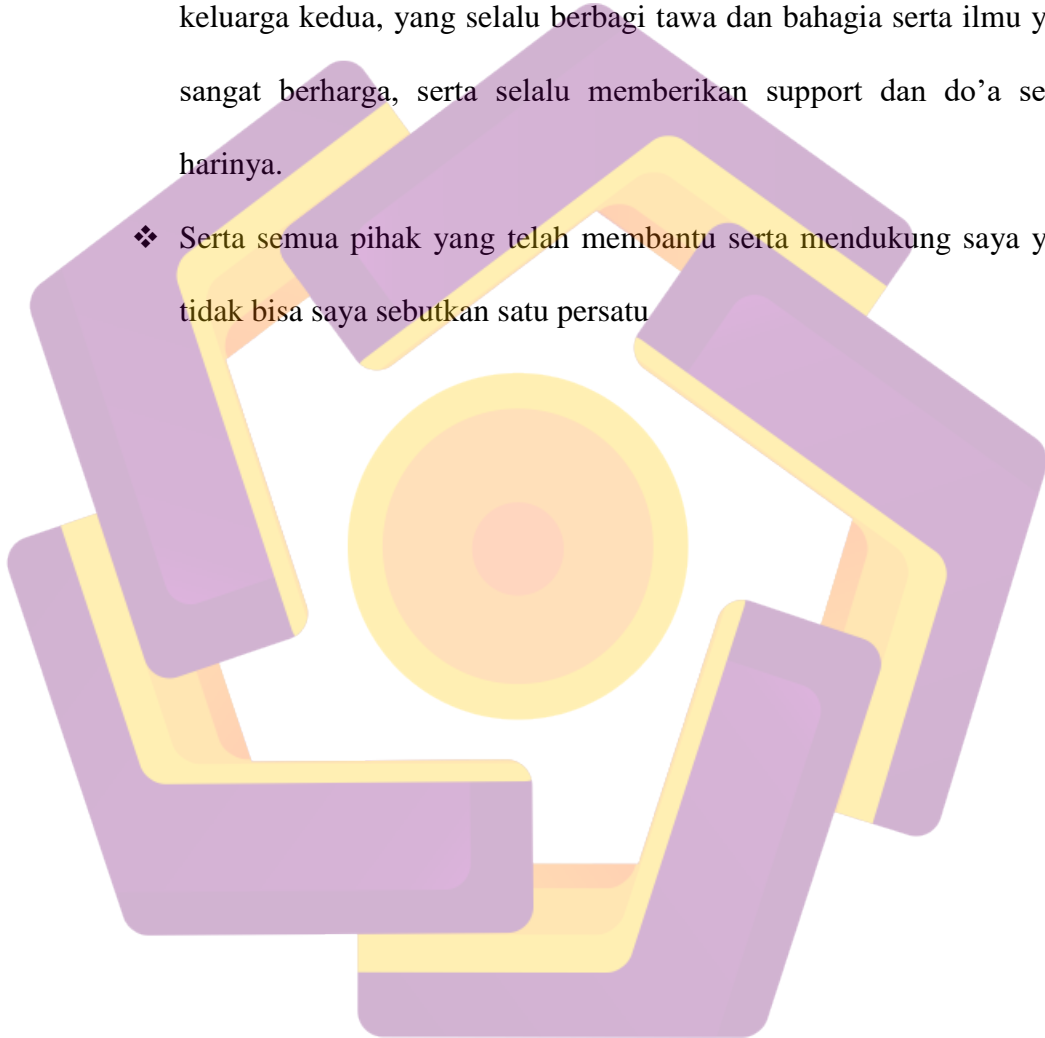 keluarga kedua, yang selalu berbagi tawa dan bahagia serta ilmu y
sangat berharga, serta selalu memberikan support dan do’a se
harinya.
❖ Serta semua pihak yang telah membantu serta mendukung saya y
tidak bisa saya sebutkan satu persatu